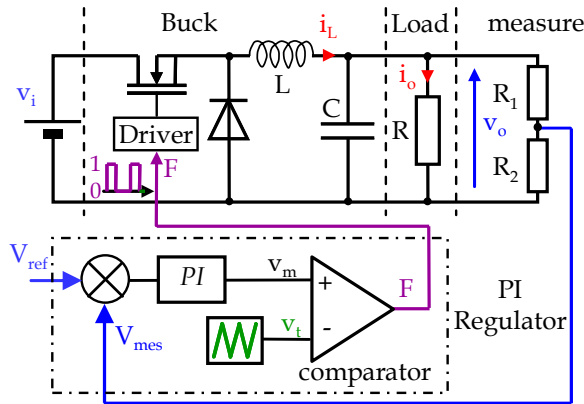 Buck
Load
measure
i_L
L
v_i
Driver
C
i_o
R
v_o
R_1
R_2
1
0
F
V_ref
PI
v_m
+
F
PI
Regulator
V_mes
v_t
-
comparator